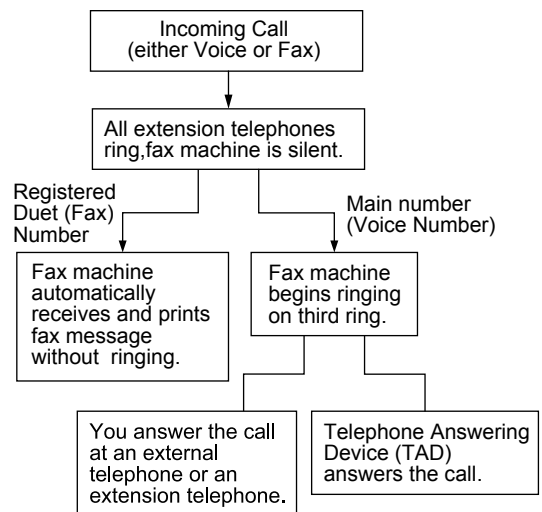 Incoming Call
(either Voice or Fax)
All extension telephones
ring,fax machine is silent.
Registered
Duet (Fax)
Number
Main number
(Voice Number)
Fax machine
automatically
receives and prints
fax message
without ringing.
Fax machine
begins ringing
on third ring.
You answer the call
at an external
telephone or an
extension telephone.
Telephone Answering
Device (TAD)
answers the call.